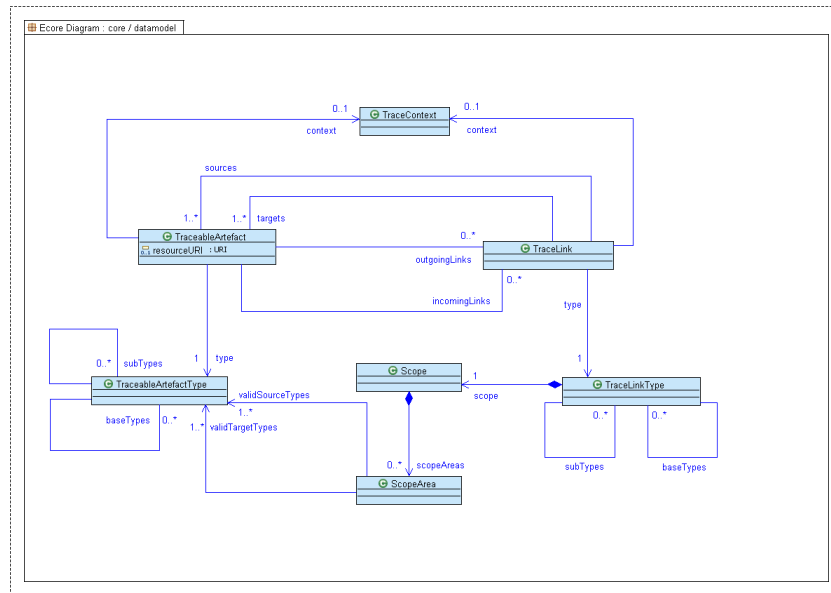 Ecore Diagram : core / datamodel
0..1
0..1
TraceContext
context
context
sources
1..*
1..*
targets
TraceableArtefact
resourceURI : URI
0..*
TraceLink
outgoingLinks
0..*
incomingLinks
type
1
type
1
0..*
subTypes
TraceableArtefactType
baseTypes
0..*
validSourceTypes
1..*
1..*
validTargetTypes
Scope
1
scope
TraceLinkType
0..*
0..*
subTypes
baseTypes
0..*
scopeAreas
ScopeArea